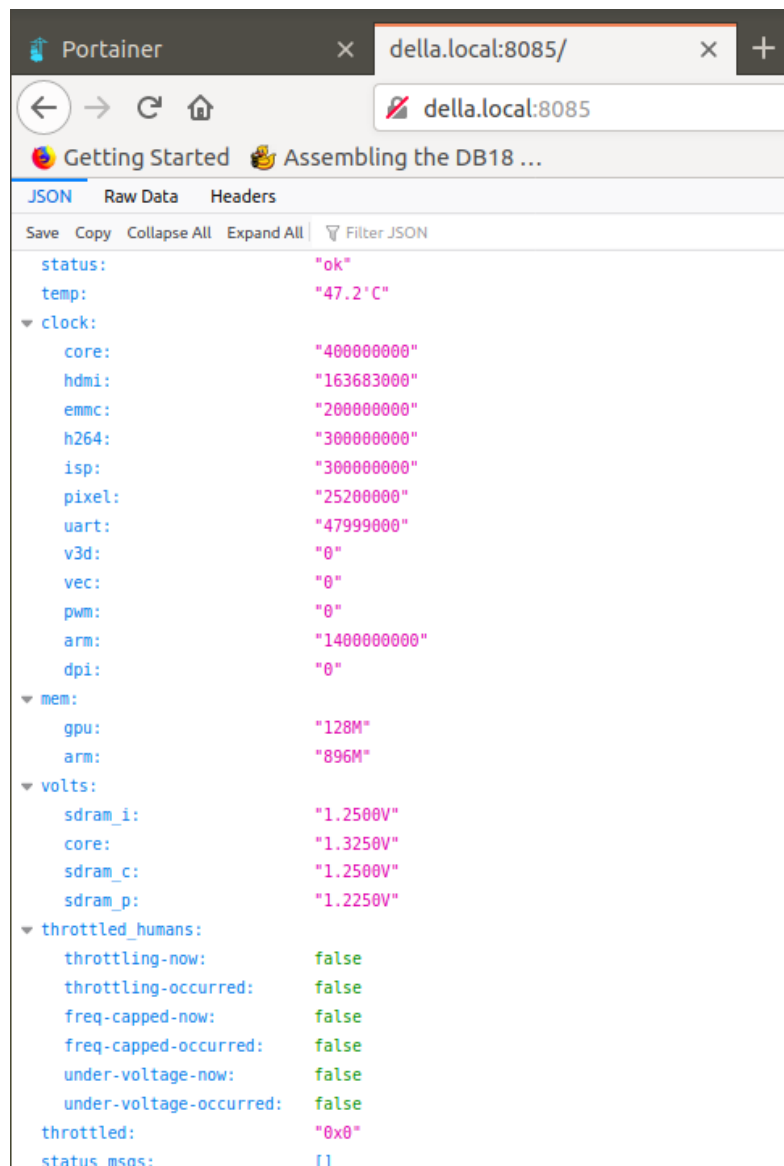 Portainer
della.local:8085/
della.local:8085
Getting Started Assembling the DB18 ...
JSON Raw Data Headers
Save Copy Collapse All Expand All Filter JSON
status: "ok"
temp: "47.2'C"
clock:
core: "400000000"
hdmi: "163683000"
emmc: "200000000"
h264: "300000000"
isp: "300000000"
pixel: "25200000"
uart: "47999000"
v3d: "0"
vec: "0"
pwm: "0"
arm: "1400000000"
dpi: "0"
mem:
gpu: "128M"
arm: "896M"
volts:
sdram_i: "1.2500V"
core: "1.3250V"
sdram_c: "1.2500V"
sdram_p: "1.2250V"
throttled_humans:
throttling-now: false
throttling-occurred: false
freq-capped-now: false
freq-capped-occurred: false
under-voltage-now: false
under-voltage-occurred: false
throttled: "0x0"
status_msgs: []